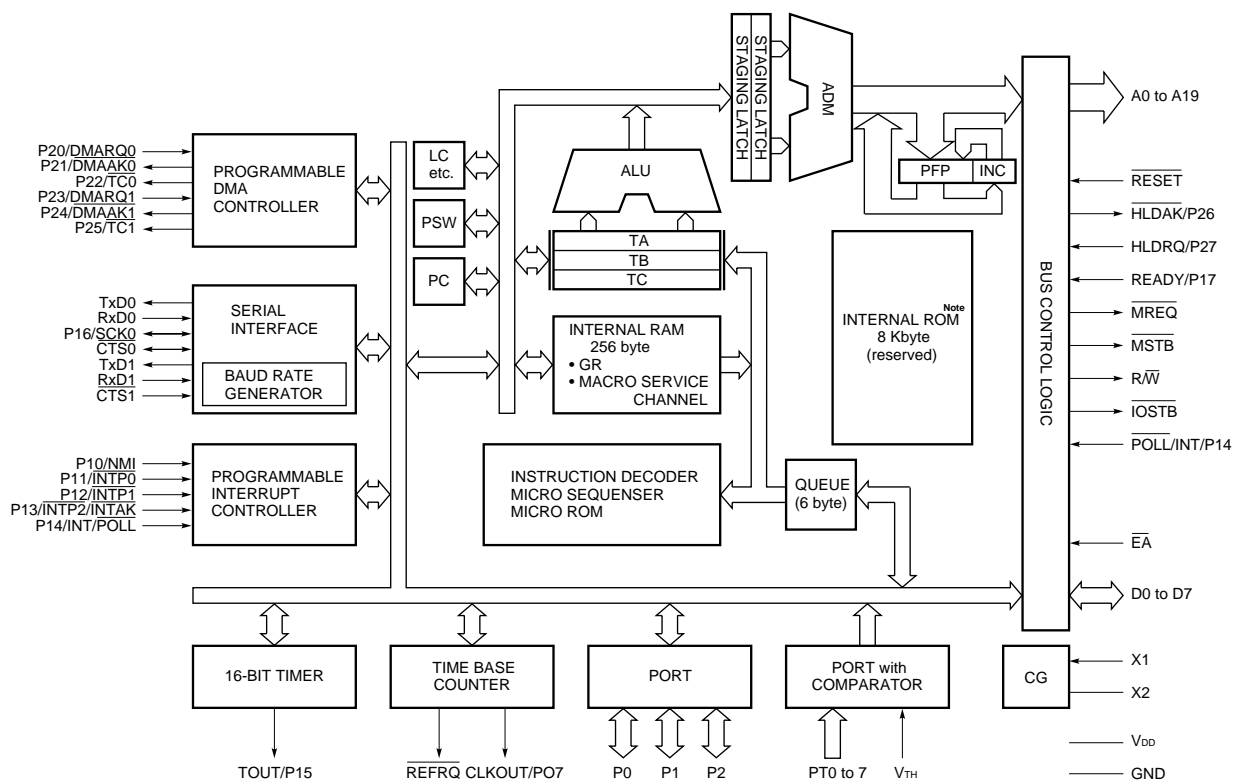 STAGING LATCH
STAGING LATCH
ADM
A0 to A19
LC
etc.
ALU
PFP
INC
P20/DMARQ0
P21/DMAAK0
P22/TC0
P23/DMARQ1
P24/DMAAK1
P25/TC1
PROGRAMMABLE
DMA
CONTROLLER
PSW
PC
TA
TB
TC
RESET
HLDAK/P26
HLDRQ/P27
READY/P17
MREQ
MSTB
R/W
IOSTB
POLL/INT/P14
BUS CONTROL LOGIC
TxD0
RxD0
P16/SCK0
CTS0
TxD1
RxD1
CTS1
SERIAL
INTERFACE
BAUD RATE
GENERATOR
INTERNAL RAM
256 byte
• GR
• MACRO SERVICE
CHANNEL
INTERNAL ROM Note
8 Kbyte
(reserved)
P10/NMI
P11/INTP0
P12/INTP1
P13/INTP2/INTAK
P14/INT/POLL
PROGRAMMABLE
INTERRUPT
CONTROLLER
INSTRUCTION DECODER
MICRO SEQUENSER
MICRO ROM
QUEUE
(6 byte)
EA
D0 to D7
16-BIT TIMER
TIME BASE
COUNTER
PORT
PORT with
COMPARATOR
CG
X1
X2
VDD
GND
TOUT/P15
REFRQ
CLKOUT/PO7
P0
P1
P2
PT0 to 7
VTH